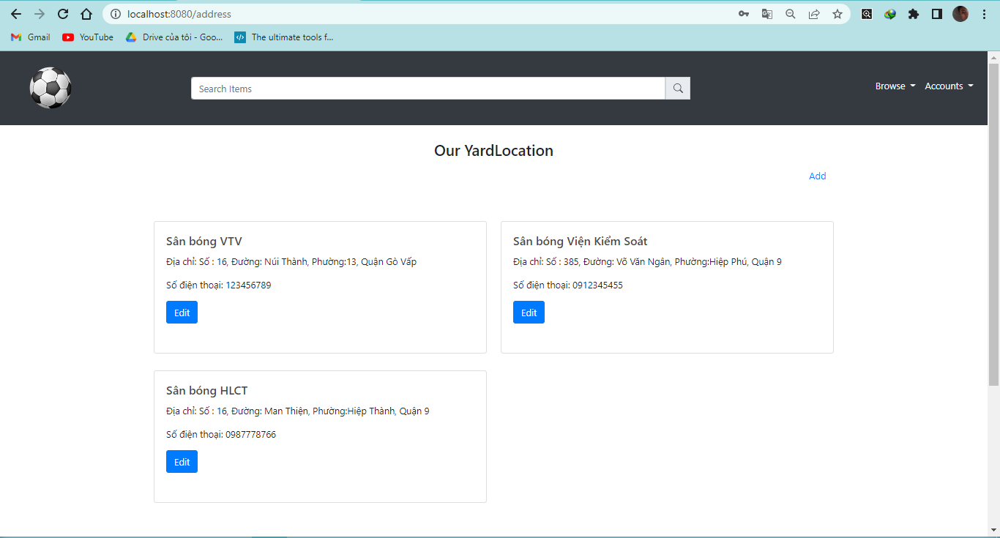 localhost:8080/address
Gmail YouTube Drive của tôi - Goo... The ultimate tools f...
Search Items
Browse Accounts
Our YardLocation
Add
Sân bóng VTV
Địa chỉ: Số : 16, Đường: Núi Thành, Phường:13, Quận Gò Vấp
Số điện thoại: 123456789
Edit
Sân bóng Viện Kiểm Soát
Địa chỉ: Số : 385, Đường: Võ Văn Ngân, Phường:Hiệp Phú, Quận 9
Số điện thoại: 0912345455
Edit
Sân bóng HLCT
Địa chỉ: Số : 16, Đường: Man Thiện, Phường:Hiệp Thành, Quận 9
Số điện thoại: 0987778766
Edit